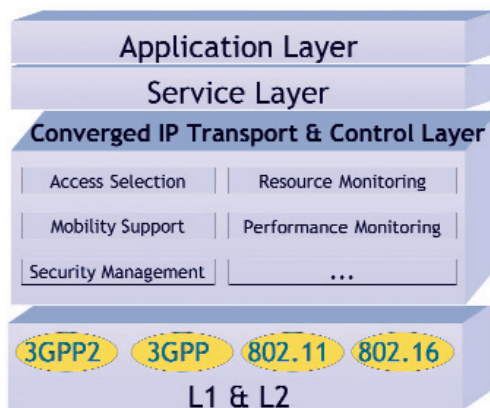 Application Layer
Service Layer
Converged IP Transport & Control Layer
Access Selection Resource Monitoring
Mobility Support Performance Monitoring
Security Management ...
3GPP2 3GPP 802.11 802.16
L1 & L2